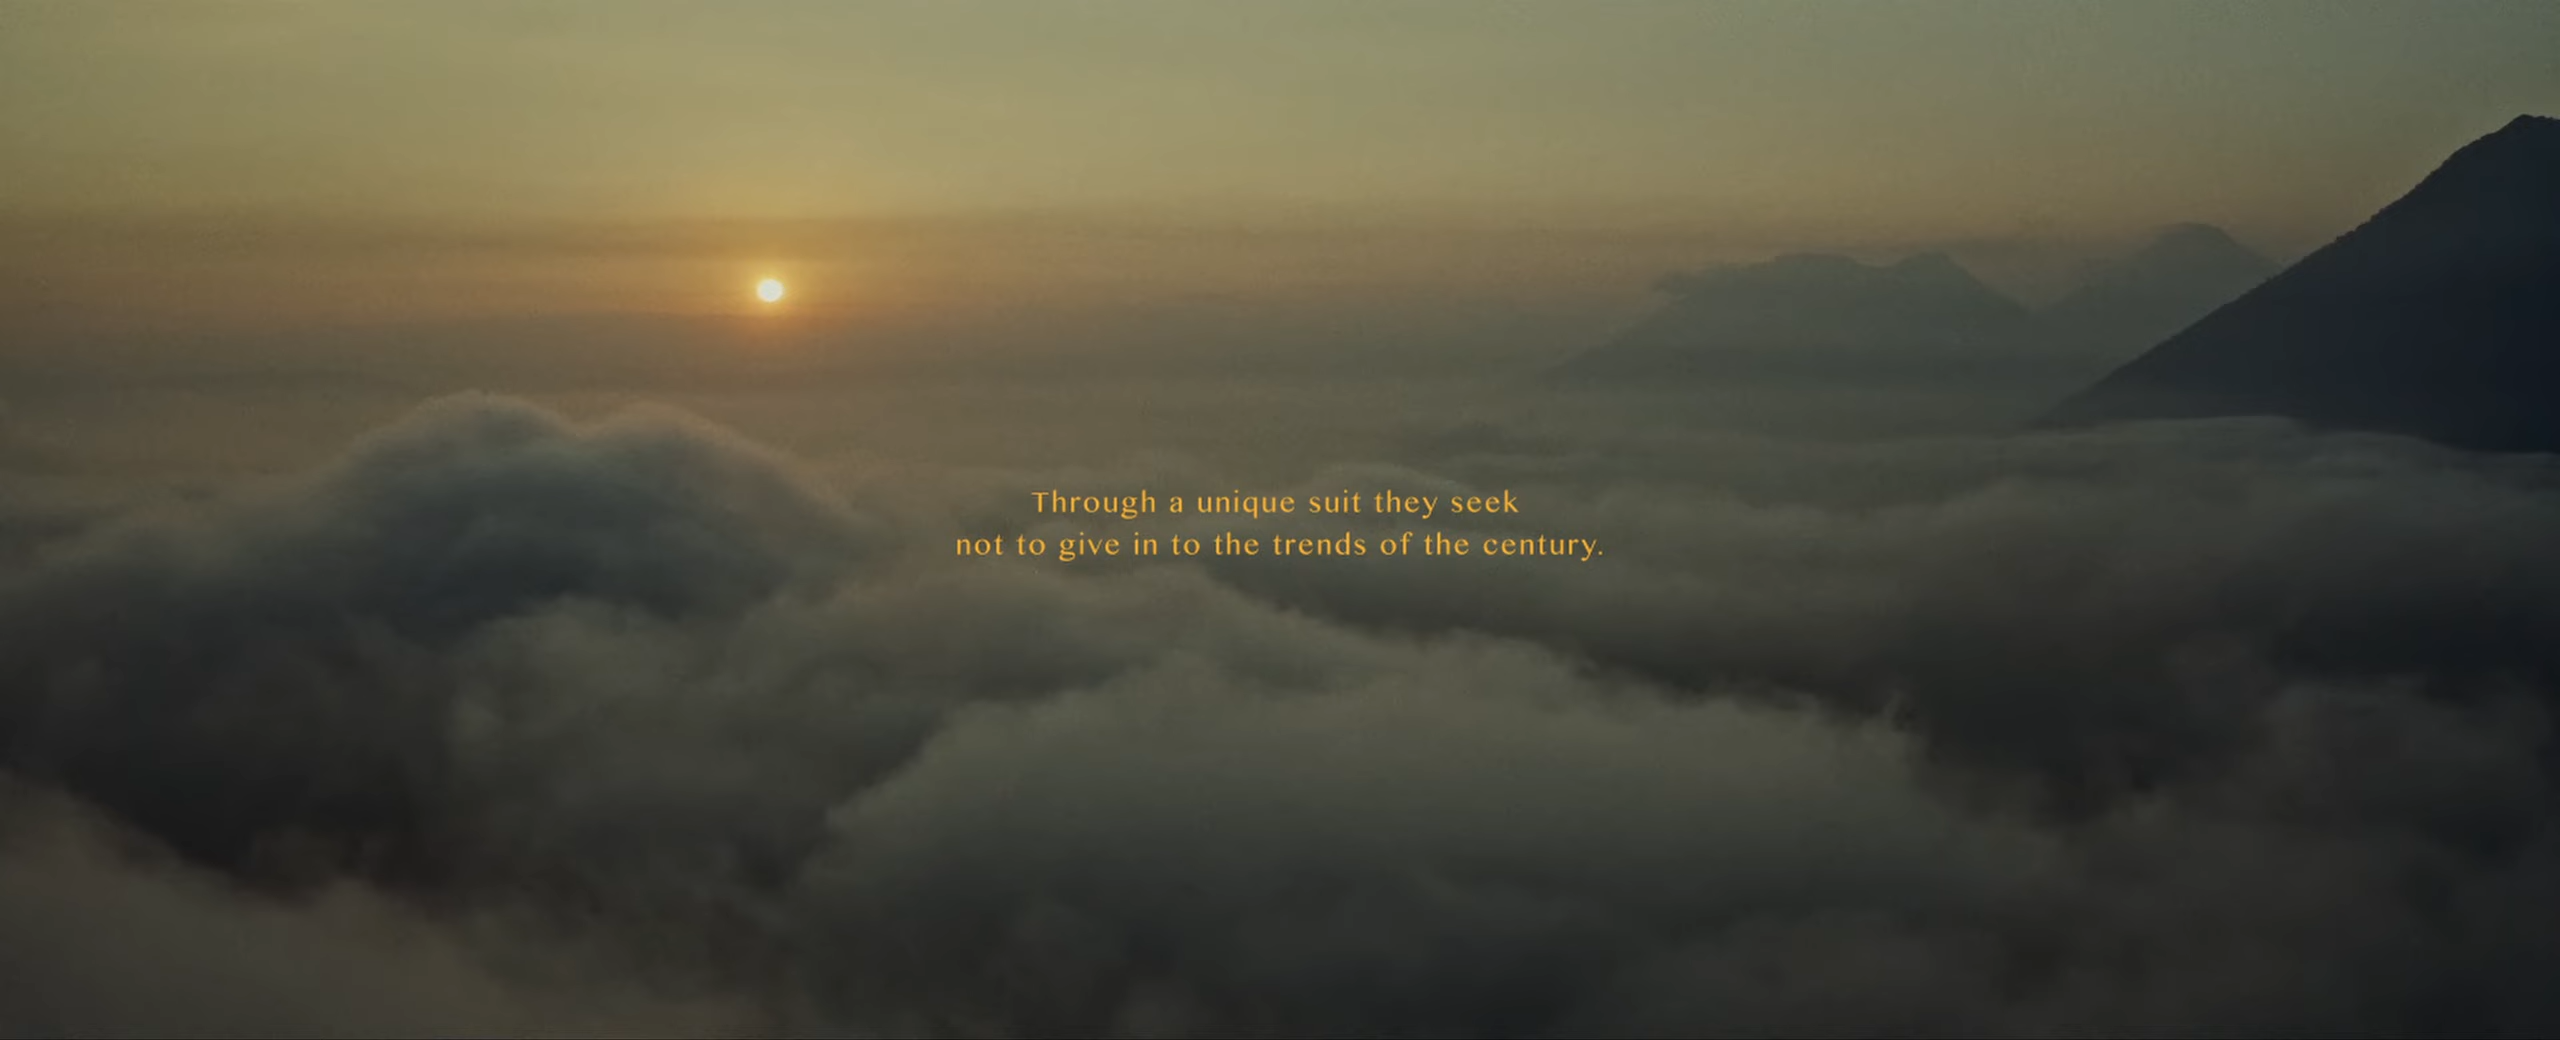 Through a unique suit they seek
not to give in to the trends of the century.